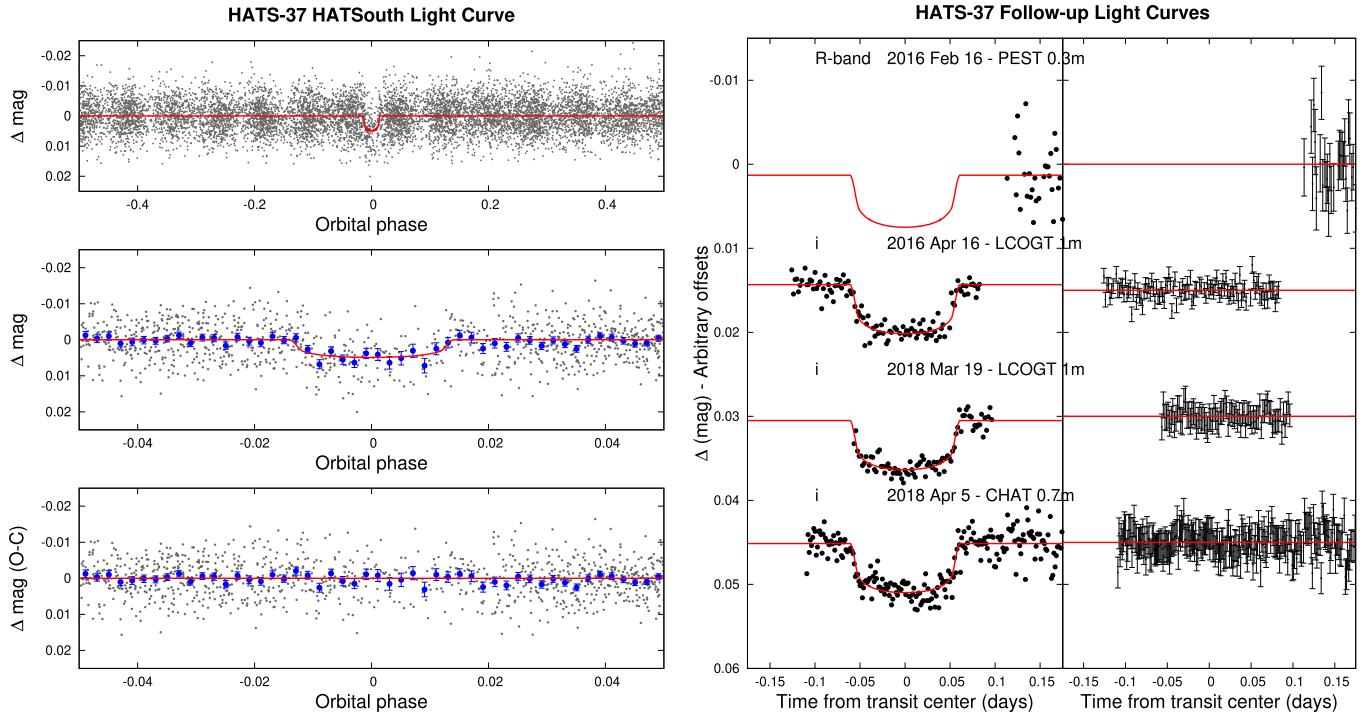 HATS-37 HATSouth Light Curve
-0.02
-0.01
0
0.01
0.02
Δ mag
-0.4 -0.2 0 0.2 0.4
Orbital phase
-0.02
-0.01
0
0.01
0.02
Δ mag
-0.04 -0.02 0 0.02 0.04
Orbital phase
-0.02
-0.01
0
0.01
0.02
Δ mag (O-C)
-0.04 -0.02 0 0.02 0.04
Orbital phase
HATS-37 Follow-up Light Curves
-0.01
0
0.01
0.02
0.03
0.04
0.05
0.06
Δ (mag) - Arbitrary offsets
R-band 2016 Feb 16 - PEST 0.3m
i 2016 Apr 16 - LCOGT 1m
i 2018 Mar 19 - LCOGT 1m
i 2018 Apr 5 - CHAT 0.7m
-0.15 -0.1 -0.05 0 0.05 0.1 0.15
Time from transit center (days)
-0.15 -0.1 -0.05 0 0.05 0.1 0.15
Time from transit center (days)